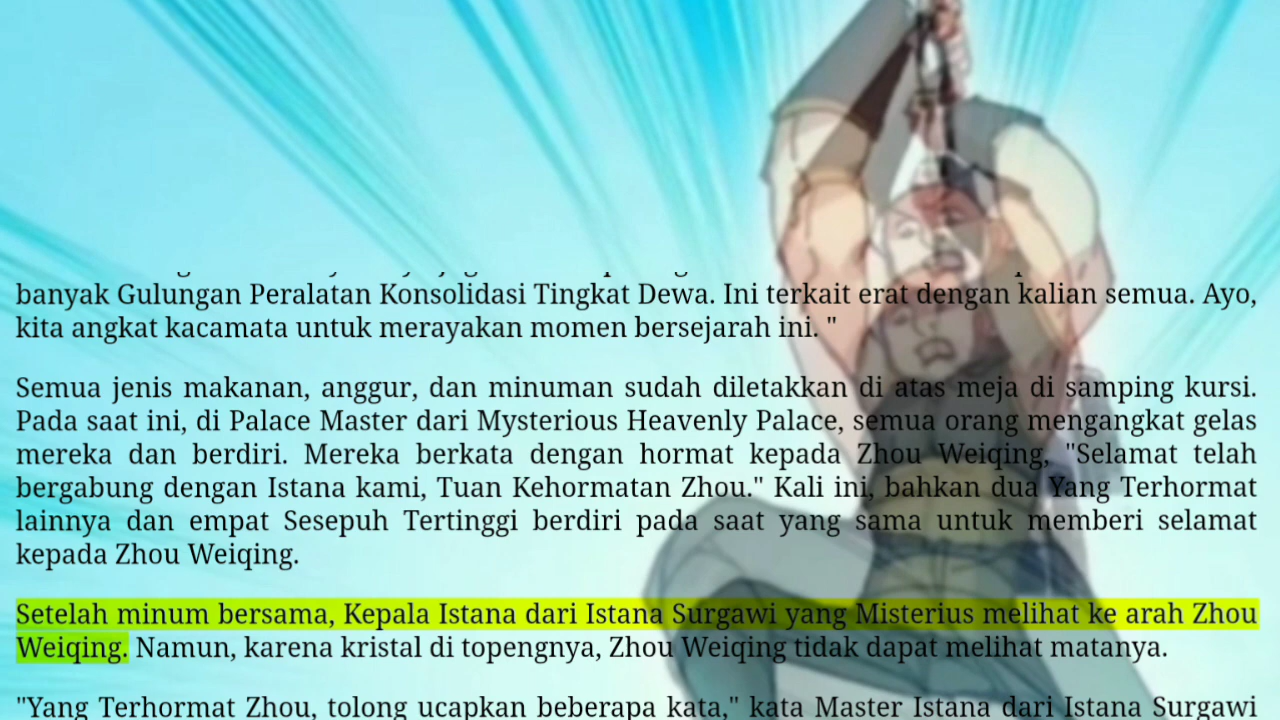 banyak Gulungan Peralatan Konsolidasi Tingkat Dewa. Ini terkait erat dengan kalian semua. Ayo,
kita angkat kacamata untuk merayakan momen bersejarah ini. "
Semua jenis makanan, anggur, dan minuman sudah diletakkan di atas meja di samping kursi.
Pada saat ini, di Palace Master dari Mysterious Heavenly Palace, semua orang mengangkat gelas
mereka dan berdiri. Mereka berkata dengan hormat kepada Zhou Weiqing, "Selamat telah
bergabung dengan Istana kami, Tuan Kehormatan Zhou." Kali ini, bahkan dua Yang Terhormat
lainnya dan empat Sesepuh Tertinggi berdiri pada saat yang sama untuk memberi selamat
kepada Zhou Weiqing.
Setelah minum bersama, Kepala Istana dari Istana Surgawi yang Misterius melihat ke arah Zhou
Weiqing. Namun, karena kristal di topengnya, Zhou Weiqing tidak dapat melihat matanya.
"Yang Terhormat Zhou, tolong ucapkan beberapa kata," kata Master Istana dari Istana Surgawi